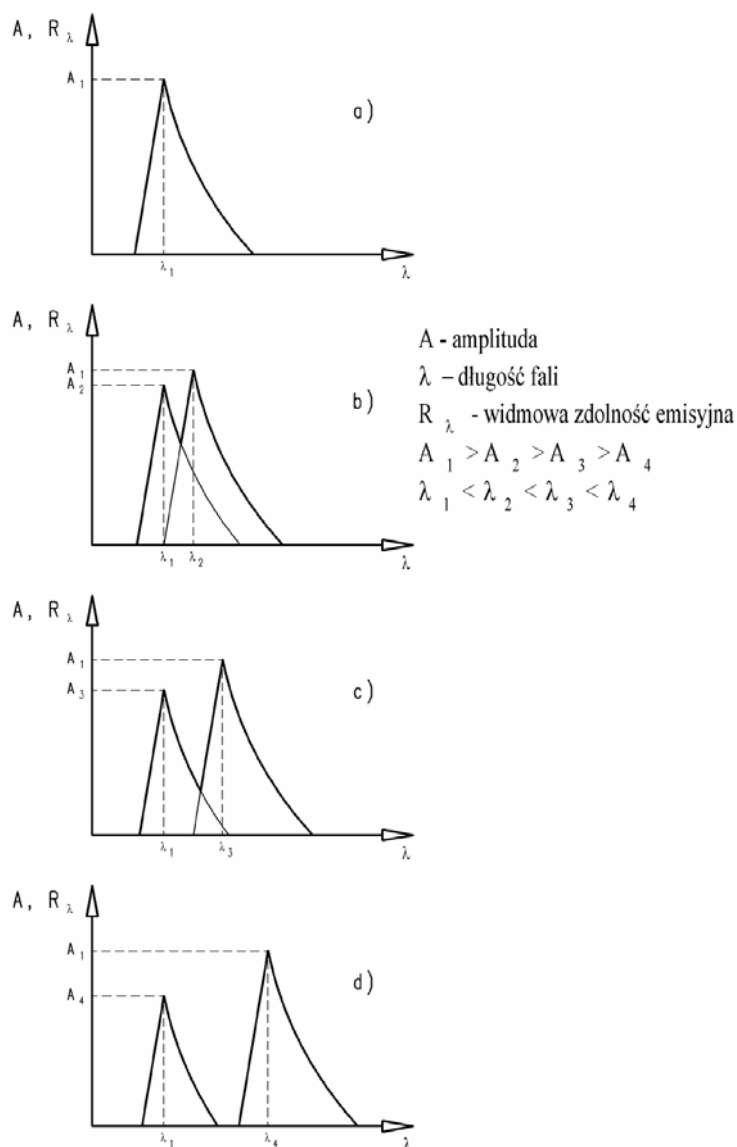 A, R λ
A 1
a)
λ 1
λ
A, R λ
A 1
A 2
b)
λ 1
λ 2
λ
A - amplituda
λ – długość fali
R λ - widmowa zdolność emisyjna
A 1 > A 2 > A 3 > A 4
λ 1 < λ 2 < λ 3 < λ 4
A, R λ
A 1
A 3
c)
λ 1
λ 3
λ
A, R λ
A 1
A 4
d)
λ 1
λ 4
λ